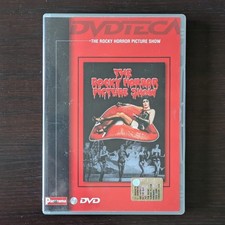 DVDTECA
THE ROCKY HORROR PICTURE SHOW
THE
ROCKY HORROR
PICTURE SHOW
DVD